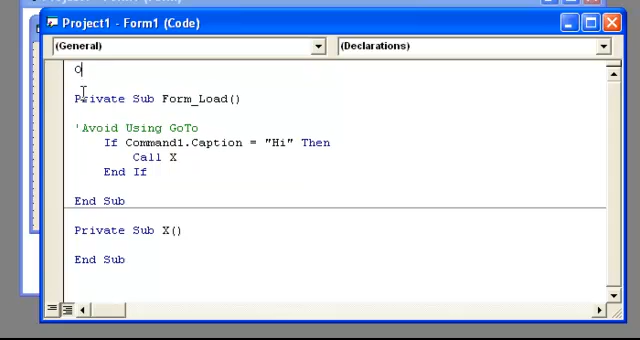 Project1 - Form1 (Code)
(General) (Declarations)
O
Private Sub Form_Load()
'Avoid Using GoTo
If Command1.Caption = "Hi" Then
Call X
End If
End Sub
Private Sub X()
End Sub